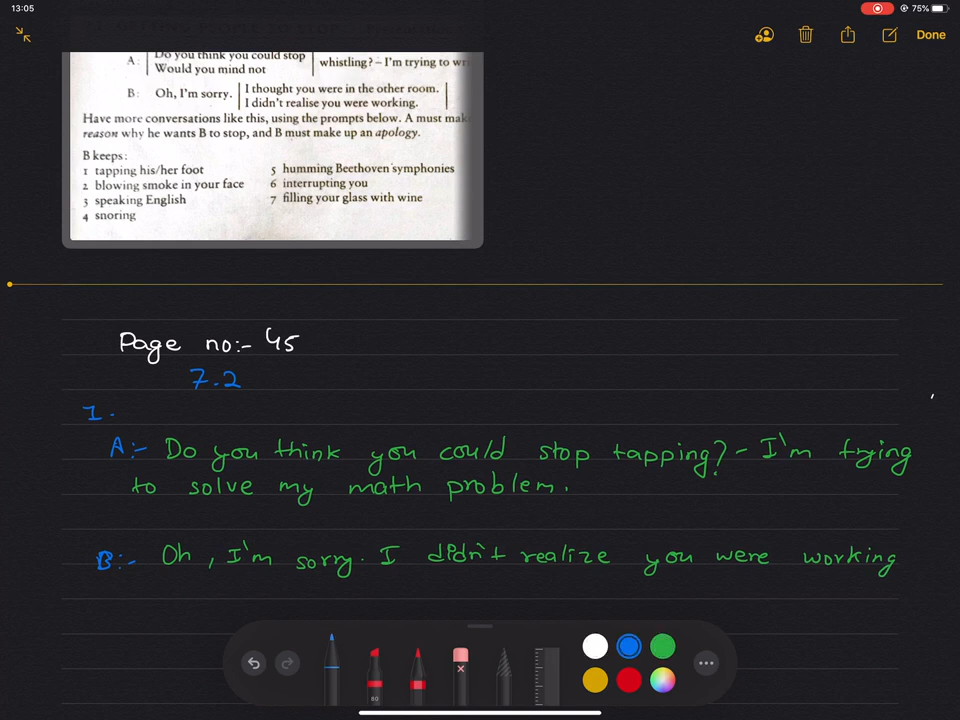 13:05
75%
Done
A: Do you think you could stop
Would you mind not
whistling? – I'm trying to wr
B: Oh, I'm sorry. I thought you were in the other room.
I didn't realise you were working.
Have more conversations like this, using the prompts below. A must mak
reason why he wants B to stop, and B must make up an apology.
B keeps:
1 tapping his/her foot
2 blowing smoke in your face
3 speaking English
4 snoring
5 humming Beethoven symphonies
6 interrupting you
7 filling your glass with wine
Page no:- 45
7.2
1.
A:- Do you think you could stop tapping? - I'm trying
to solve my math problem.
B:- Oh, I'm sorry. I didn't realize you were working
80